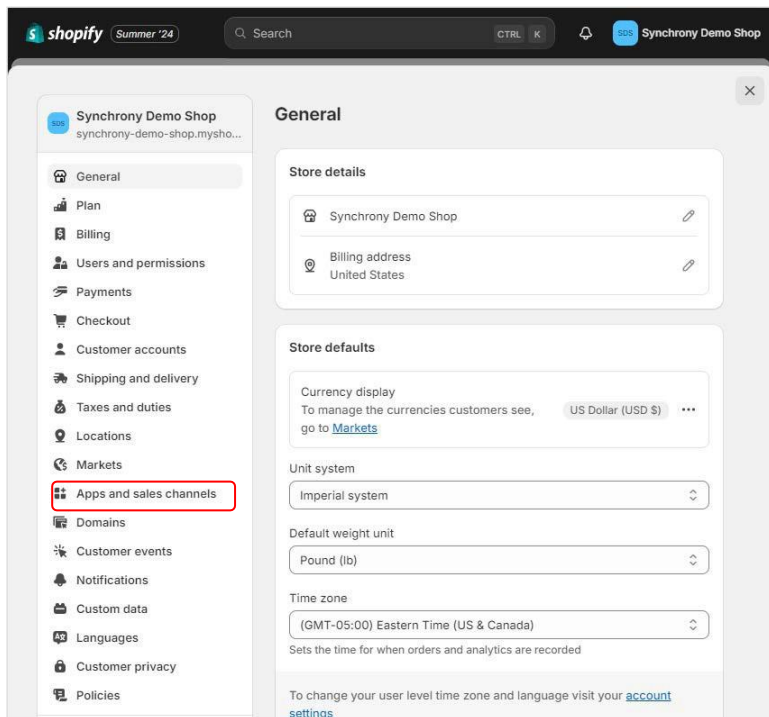 shopify Summer '24
Search
CTRL K
SDS
Synchrony Demo Shop
SDS
Synchrony Demo Shop
synchrony-demo-shop.mysho...
General
Plan
Billing
Users and permissions
Payments
Checkout
Customer accounts
Shipping and delivery
Taxes and duties
Locations
Markets
Apps and sales channels
Domains
Customer events
Notifications
Custom data
Languages
Customer privacy
Policies
General
Store details
Synchrony Demo Shop
Billing address
United States
Store defaults
Currency display
To manage the currencies customers see,
go to Markets
US Dollar (USD $)
Unit system
Imperial system
Default weight unit
Pound (lb)
Time zone
(GMT-05:00) Eastern Time (US & Canada)
Sets the time for when orders and analytics are recorded
To change your user level time zone and language visit your account
settings